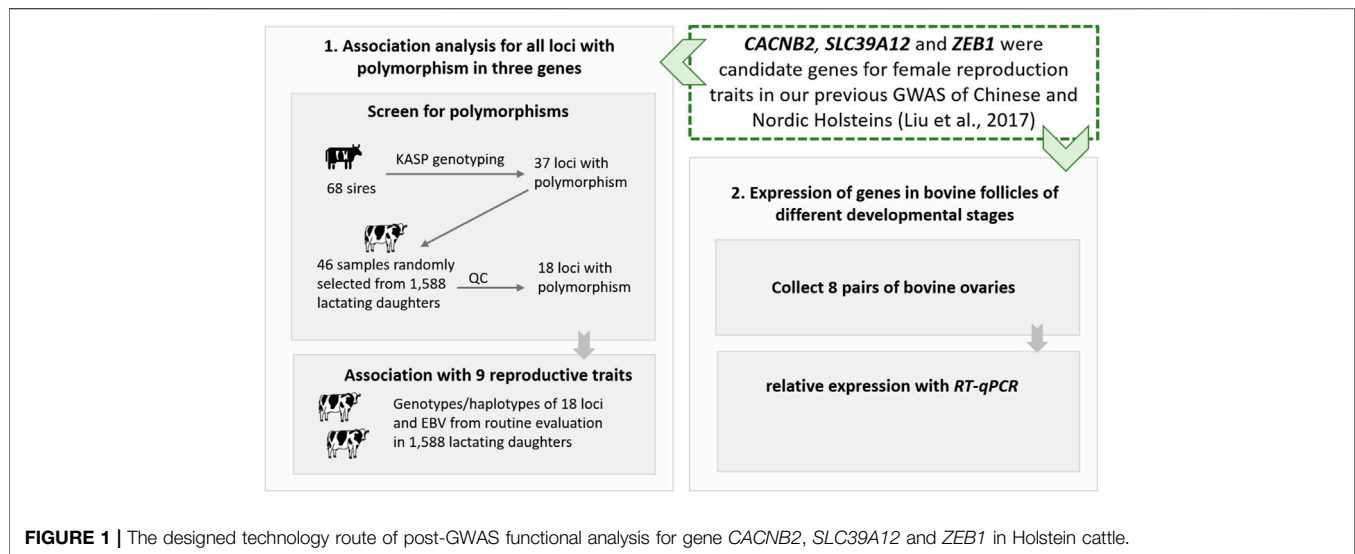 1. Association analysis for all loci with
polymorphism in three genes
Screen for polymorphisms
KASP genotyping
68 sires
37 loci with
polymorphism
46 samples randomly
selected from 1,588
lactating daughters
QC
18 loci with
polymorphism
Association with 9 reproductive traits
Genotypes/haplotypes of 18 loci
and EBV from routine evaluation
in 1,588 lactating daughters
CACNB2, SLC39A12 and ZEB1 were
candidate genes for female reproduction
traits in our previous GWAS of Chinese and
Nordic Holsteins (Liu et al., 2017)
2. Expression of genes in bovine follicles of
different developmental stages
Collect 8 pairs of bovine ovaries
relative expression with RT-qPCR
FIGURE 1 | The designed technology route of post-GWAS functional analysis for gene CACNB2, SLC39A12 and ZEB1 in Holstein cattle.